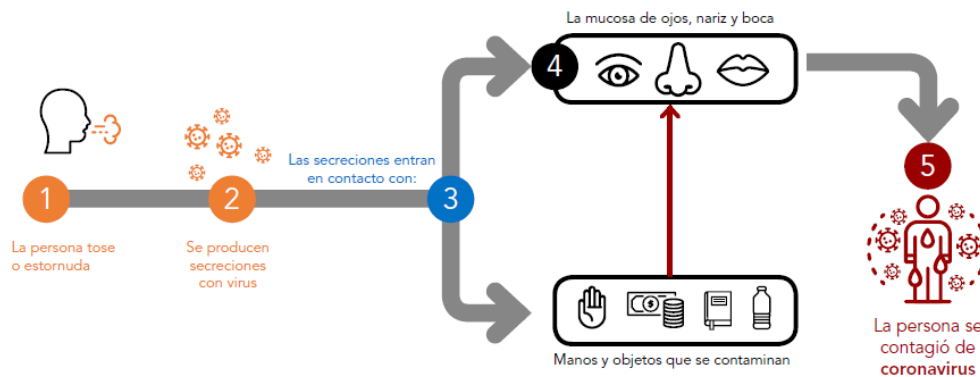 1
La persona tose
o estornuda
2
Se producen
secreciones
con virus
Las secreciones entran
en contacto con:
3
La mucosa de ojos, nariz y boca
4
$
Manos y objetos que se contaminan
5
La persona se
contagió de
coronavirus